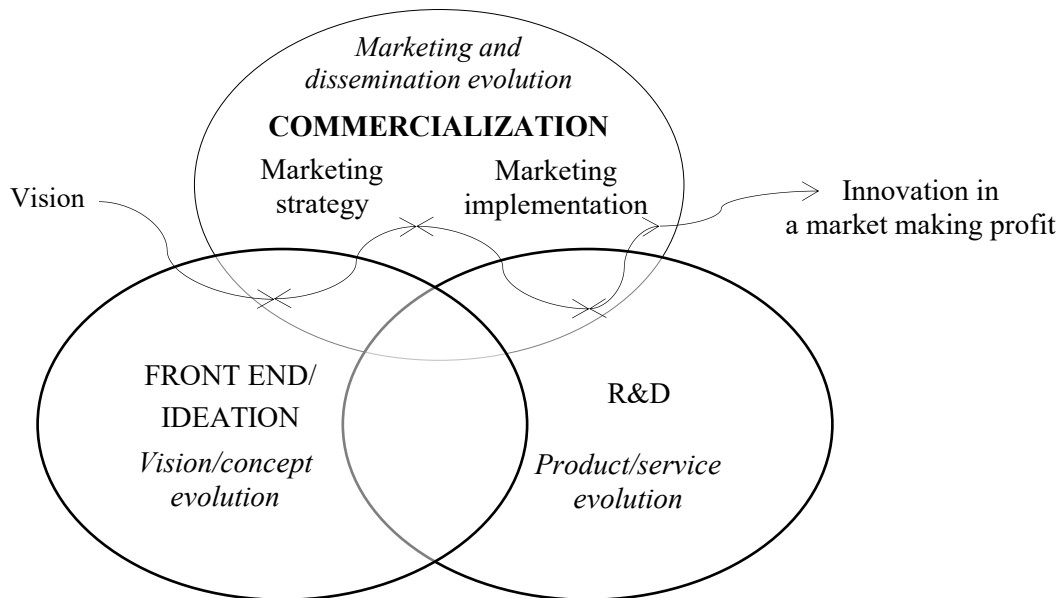 Marketing and
dissemination evolution
COMMERCIALIZATION
Marketing
strategy
Marketing
implementation
Vision
Innovation in
a market making profit
FRONT END/
IDEATION
Vision/concept
evolution
R&D
Product/service
evolution